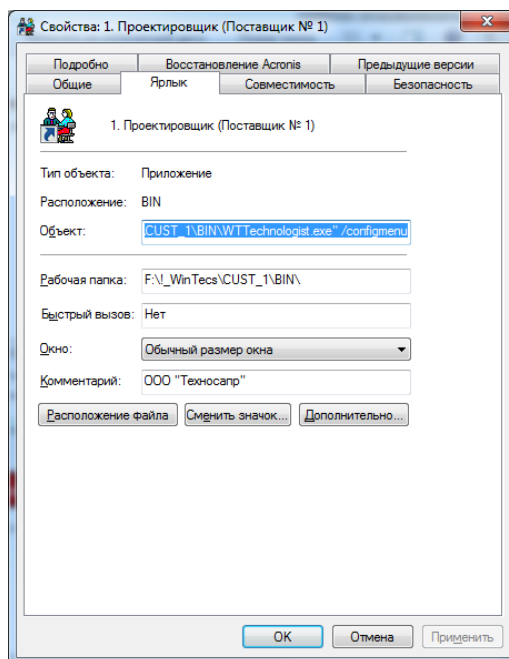 Свойства: 1. Проектировщик (Поставщик № 1)
Подробно Восстановление Acronis Предыдущие версии
Общие Ярлык Совместимость Безопасность
1. Проектировщик (Поставщик № 1)
Тип объекта: Приложение
Расположение: BIN
Объект: CUST_1\BIN\WTTechnologist.exe" /configmenu
Рабочая папка: F:\!_WinTecs\CUST_1\BIN\
Быстрый вызов: Нет
Окно: Обычный размер окна
Комментарий: ООО "Техносапр"
Расположение файла Сменить значок... Дополнительно...
OK Отмена Применить